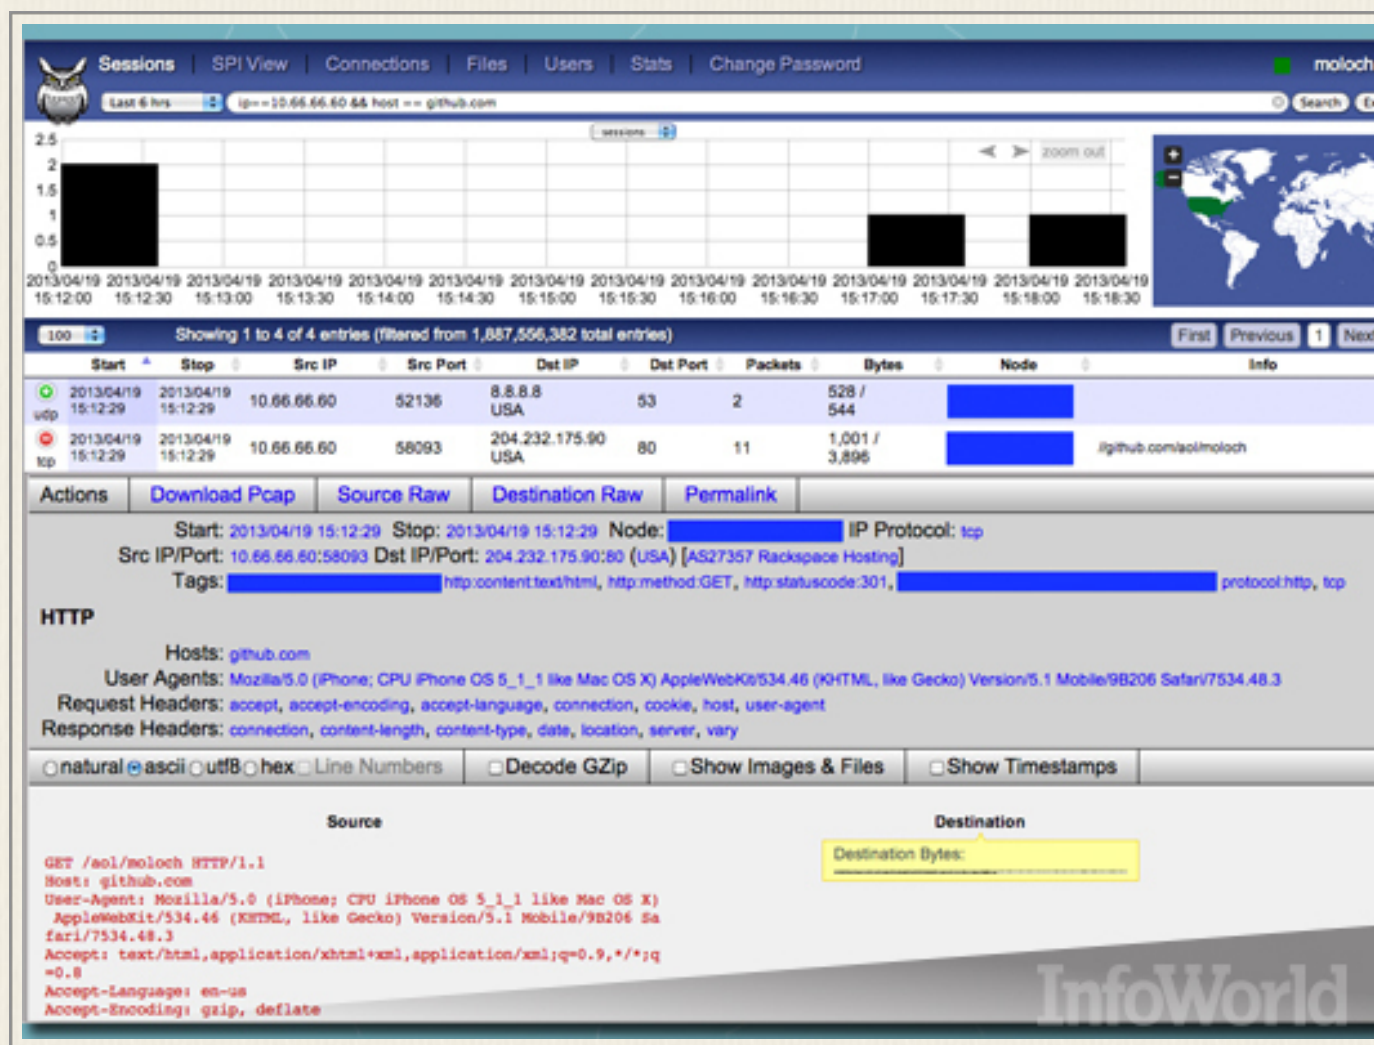 Sessions SPI View Connections Files Users Stats Change Password moloch
Last 6 hrs ip==10.66.66.60 && host == github.com Search
sessions
2.5
2
1.5
1
0.5
0
zoom out
+
−
2013/04/19 2013/04/19 2013/04/19 2013/04/19 2013/04/19 2013/04/19 2013/04/19 2013/04/19 2013/04/19 2013/04/19 2013/04/19 2013/04/19 2013/04/19 2013/04/19
15:12:00 15:12:30 15:13:00 15:13:30 15:14:00 15:14:30 15:15:00 15:15:30 15:16:00 15:16:30 15:17:00 15:17:30 15:18:00 15:18:30
100 Showing 1 to 4 of 4 entries (filtered from 1,887,556,382 total entries) First Previous 1 Next
Start Stop Src IP Src Port Dst IP Dst Port Packets Bytes Node Info
udp 2013/04/19 15:12:29 2013/04/19 15:12:29 10.66.66.60 52136 8.8.8.8 USA 53 2 528 / 544
tcp 2013/04/19 15:12:29 2013/04/19 15:12:29 10.66.66.60 58093 204.232.175.90 USA 80 11 1,001 / 3,896 //github.com/aol/moloch
Actions Download Pcap Source Raw Destination Raw Permalink
Start: 2013/04/19 15:12:29 Stop: 2013/04/19 15:12:29 Node: IP Protocol: tcp
Src IP/Port: 10.66.66.60:58093 Dst IP/Port: 204.232.175.90:80 (USA) [AS27357 Rackspace Hosting]
Tags: http:content:text/html, http:method:GET, http:statuscode:301, protocol:http, tcp
HTTP
Hosts: github.com
User Agents: Mozilla/5.0 (iPhone; CPU iPhone OS 5_1_1 like Mac OS X) AppleWebKit/534.46 (KHTML, like Gecko) Version/5.1 Mobile/9B206 Safari/7534.48.3
Request Headers: accept, accept-encoding, accept-language, connection, cookie, host, user-agent
Response Headers: connection, content-length, content-type, date, location, server, vary
natural ascii utf8 hex Line Numbers Decode GZip Show Images & Files Show Timestamps
Source
GET /aol/moloch HTTP/1.1
Host: github.com
User-Agent: Mozilla/5.0 (iPhone; CPU iPhone OS 5_1_1 like Mac OS X)
AppleWebKit/534.46 (KHTML, like Gecko) Version/5.1 Mobile/9B206 Sa
fari/7534.48.3
Accept: text/html,application/xhtml+xml,application/xml;q=0.9,*/*;q
=0.8
Accept-Language: en-us
Accept-Encoding: gzip, deflate
Destination
Destination Bytes:
InfoWorld